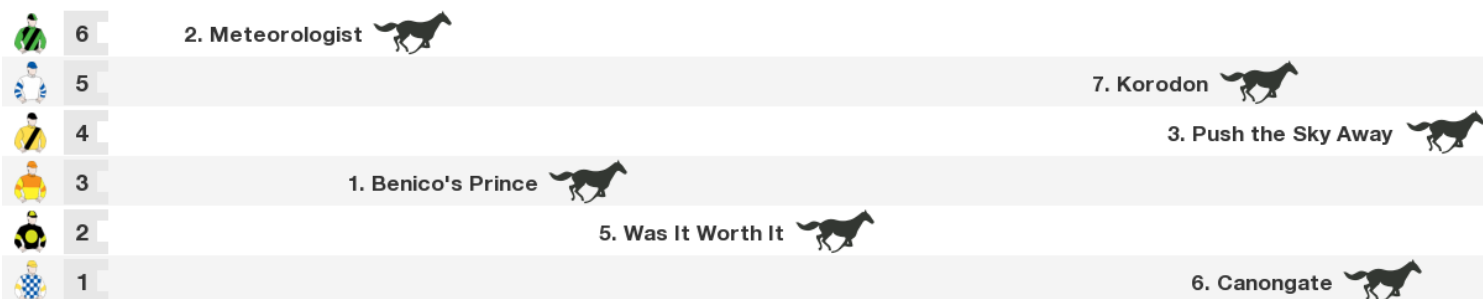 6 2. Meteorologist
5 7. Korodon
4 3. Push the Sky Away
3 1. Benico's Prince
2 5. Was It Worth It
1 6. Canongate